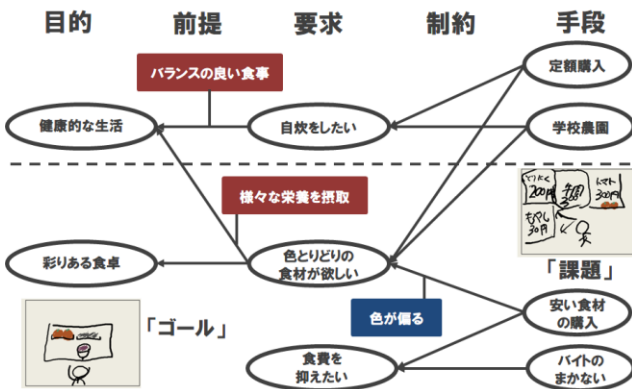 目的 前提 要求 制約 手段
バランスの良い食事
定額購入
健康的な生活
自炊をしたい
学校農園
様々な栄養を摂取
200円
300円
もやし
30円
彩りある食卓
色とりどりの
食材が欲しい
「課題」
「ゴール」
色が偏る
安い食材
の購入
食費を
抑えたい
バイトの
まかない